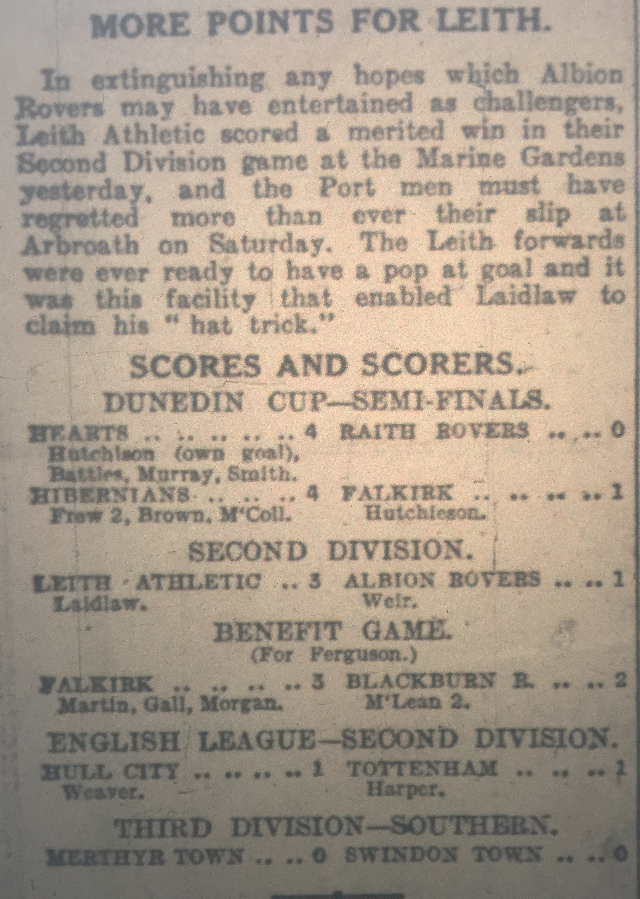 MORE POINTS FOR LEITH.
In extinguishing any hopes which Albion
Rovers may have entertained as challengers,
Leith Athletic scored a merited win in their
Second Division game at the Marine Gardens
yesterday, and the Port men must have
regretted more than ever their slip at
Arbroath on Saturday. The Leith forwards
were ever ready to have a pop at goal and it
was this facility that enabled Laidlaw to
claim his "hat trick."
SCORES AND SCORERS.
DUNEDIN CUP—SEMI-FINALS.
HEARTS .. .. .. .. .. 4 RAITH ROVERS .. .. 0
Hutchison (own goal),
Battles, Murray, Smith.
HIBERNIANS .. .. .. .. 4 FALKIRK .. .. .. .. 1
Frew 2, Brown, M'Coll. Hutchieson.
SECOND DIVISION.
LEITH ATHLETIC .. 3 ALBION ROVERS .. .. 1
Laidlaw. Weir.
BENEFIT GAME.
(For Ferguson.)
FALKIRK .. .. .. .. .. 3 BLACKBURN R. .. .. 2
Martin, Gall, Morgan. M'Lean 2.
ENGLISH LEAGUE—SECOND DIVISION.
HULL CITY .. .. .. .. 1 TOTTENHAM .. .. .. 1
Weaver. Harper.
THIRD DIVISION—SOUTHERN.
MERTHYR TOWN .. .. 0 SWINDON TOWN .. .. 0